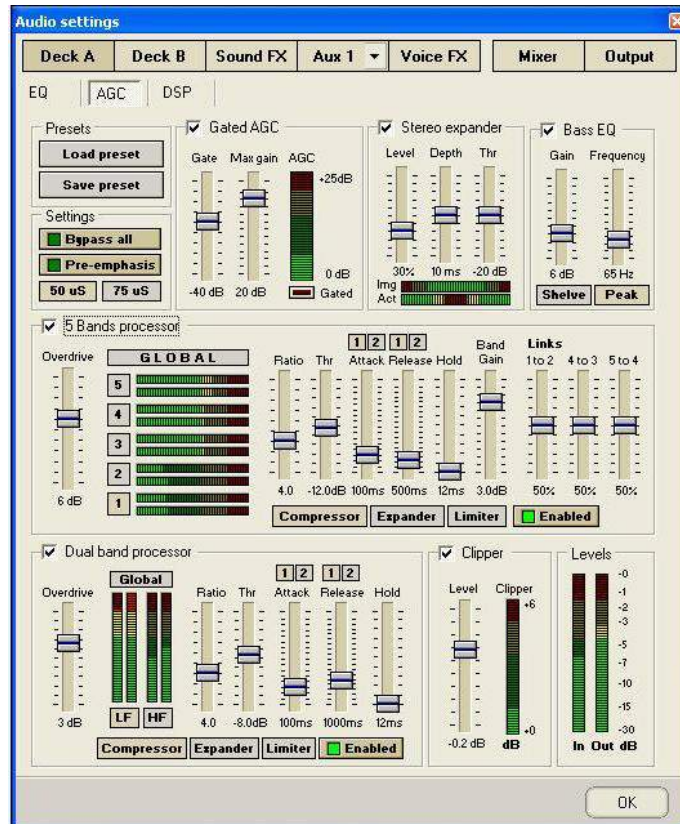 Audio settings
Deck A Deck B Sound FX Aux 1 Voice FX Mixer Output
EQ AGC DSP
Presets
Load preset
Save preset
Settings
Bypass all
Pre-emphasis
50 uS 75 uS
Gated AGC
Gate Max gain AGC
+25dB
0 dB
-40 dB 20 dB Gated
Stereo expander
Level Depth Thr
30% 10 ms -20 dB
Img
Act
Bass EQ
Gain Frequency
6 dB 65 Hz
Shelve Peak
5 Bands processor
Overdrive
6 dB
GLOBAL
5
4
3
2
1
1 2 1 2
Ratio Thr Attack Release Hold Band Gain
4.0 -12.0dB 100ms 500ms 12ms 3.0dB
Links
1 to 2 4 to 3 5 to 4
50% 50% 50%
Compressor Expander Limiter Enabled
Dual band processor
Overdrive
3 dB
Global
LF HF
1 2 1 2
Ratio Thr Attack Release Hold
4.0 -8.0dB 100ms 1000ms 12ms
Compressor Expander Limiter Enabled
Clipper
Level Clipper
+6
+0
-0.2 dB dB
Levels
-0
-1
-2
-3
-5
-7
-10
-15
-30
In Out dB
OK